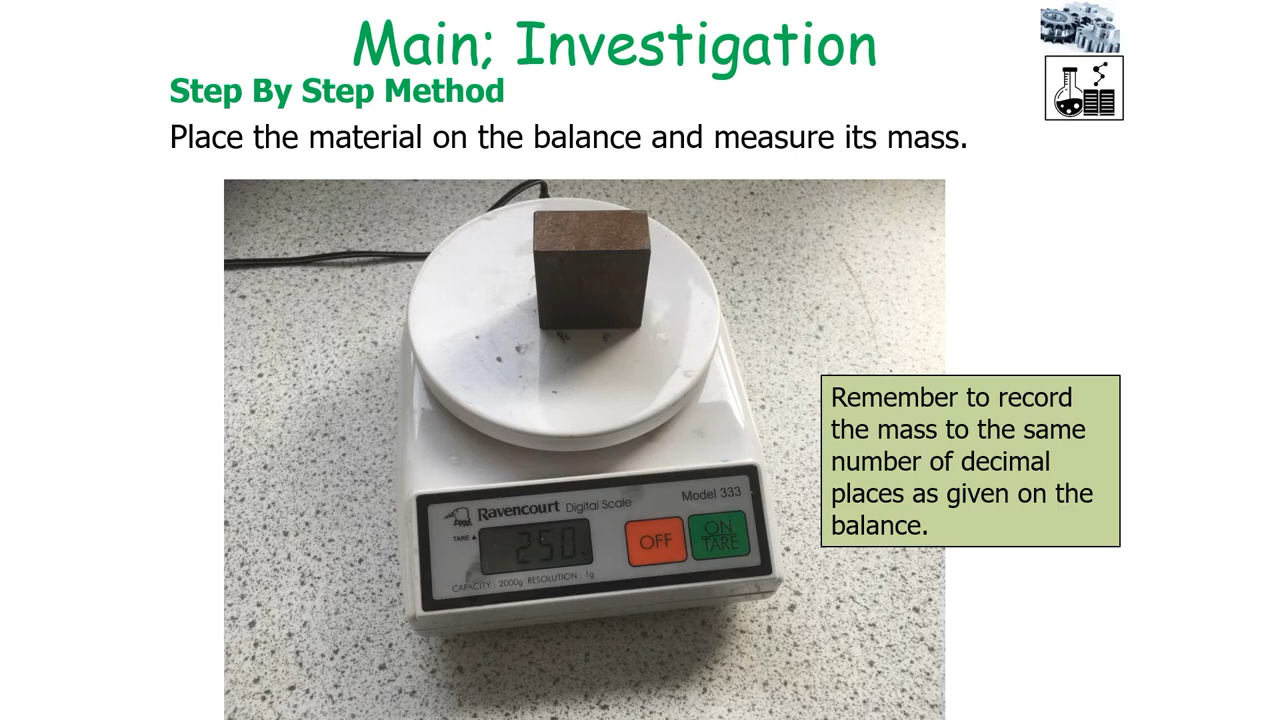 Main; Investigation
Step By Step Method
Place the material on the balance and measure its mass.
Remember to record
the mass to the same
number of decimal
places as given on the
balance.
Ravencourt Digital Scale
Model 333
TARE ▲
250
OFF
ON
TARE
CAPACITY : 2000g RESOLUTION : 1g